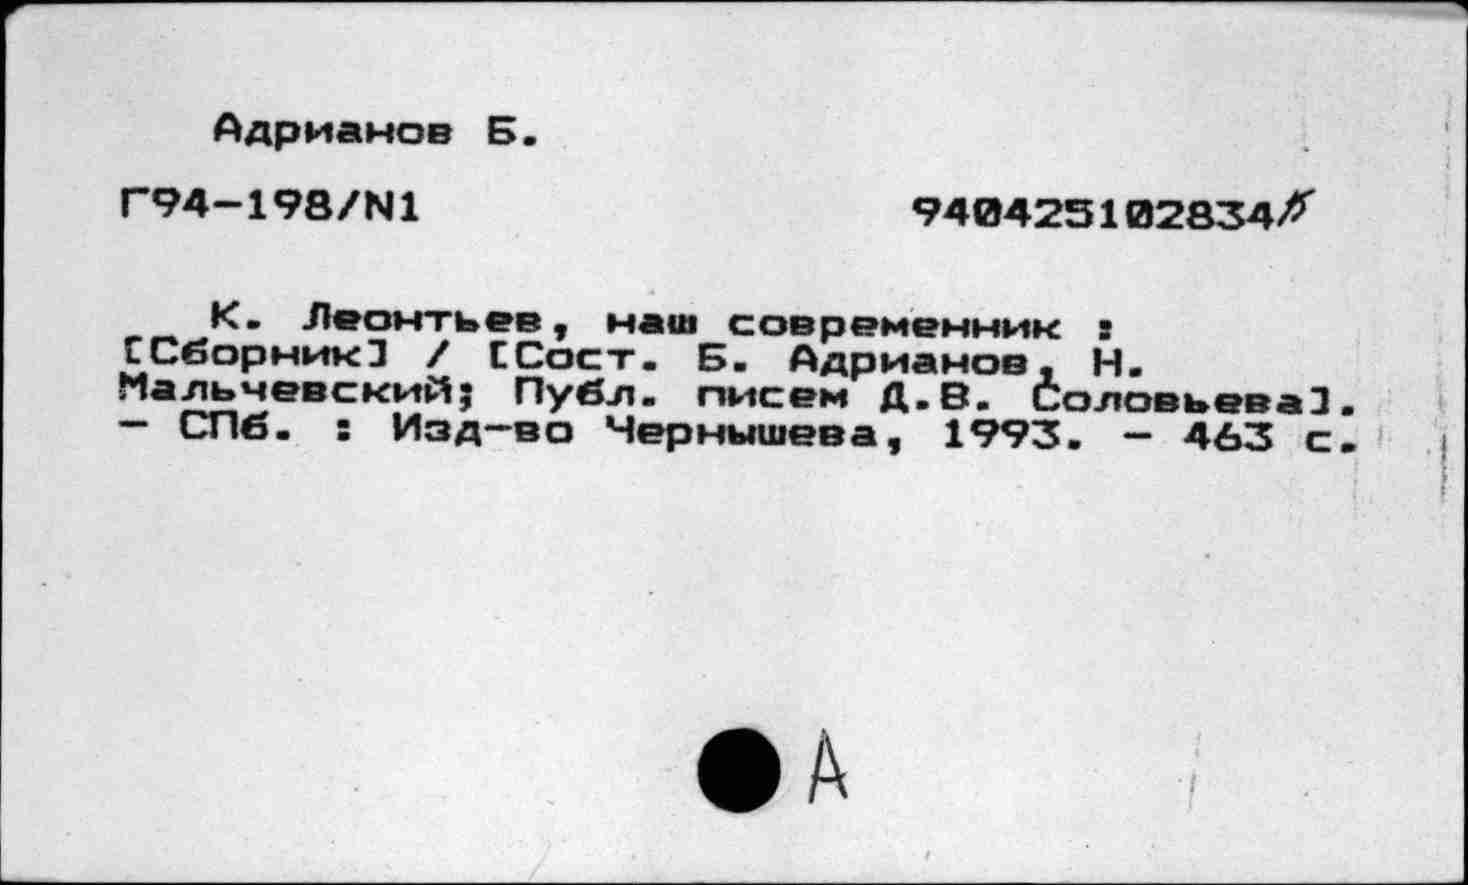 Адрианов Б.
Г94-198/N1
940425102834
К. Леонтьев, наш современник :
[Сборник] / [Сост. Б. Адрианов, Н.
Мальчевский; Публ. писем Д.В. Соловьева].
- СПб. : Изд-во Чернышева, 1993. - 463 с.
А